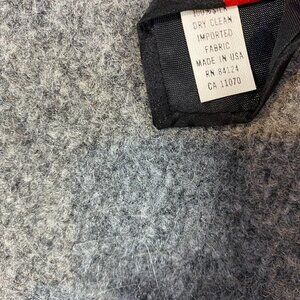 DRY CLEAN
IMPORTED
FABRIC
MADE IN USA
RN 84124
CA 11070